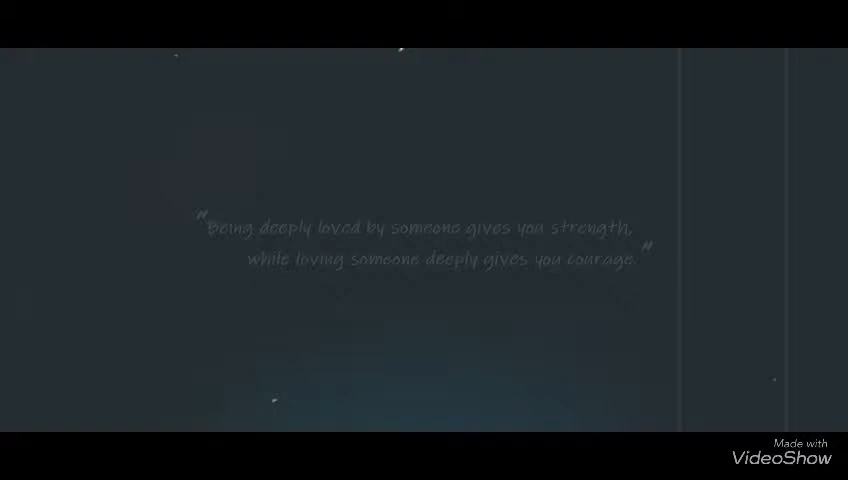 "Being deeply loved by someone gives you strength,
while loving someone deeply gives you courage."
Made with
VideoShow